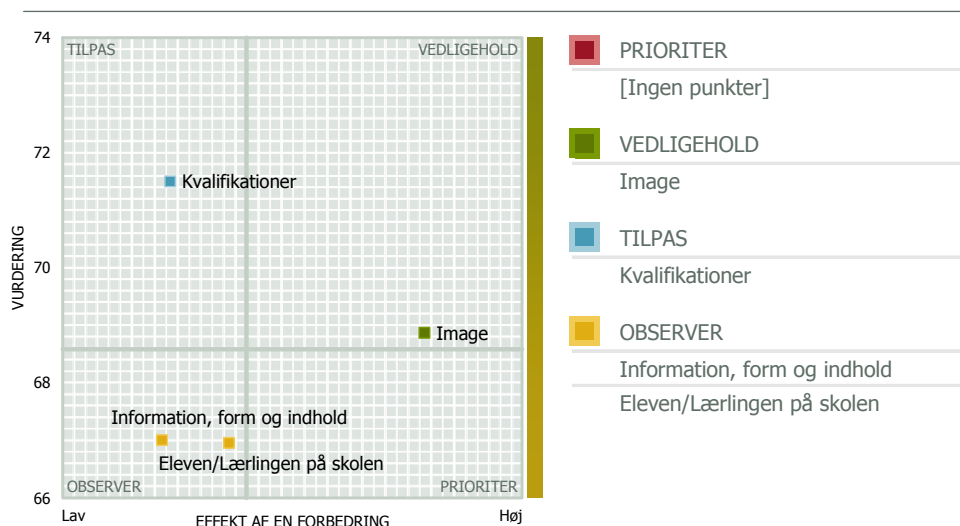 74
72
70
68
66
VURDERING
TILPAS
VEDLIGEHOLD
Kvalifikationer
Image
Information, form og indhold
Eleven/Lærlingen på skolen
OBSERVER
PRIORITER
Lav
EFFEKT AF EN FORBEDRING
Høj
PRIORITER
[Ingen punkter]
VEDLIGEHOLD
Image
TILPAS
Kvalifikationer
OBSERVER
Information, form og indhold
Eleven/Lærlingen på skolen